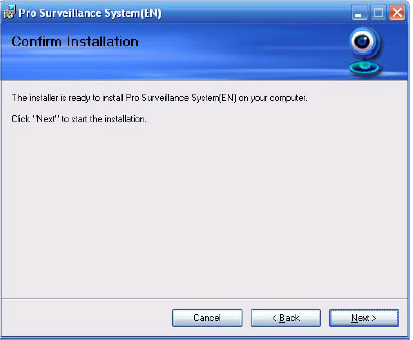 Pro Surveillance System(EN)
Confirm Installation
The installer is ready to install Pro Surveillance System(EN) on your computer.
Click "Next" to start the installation.
Cancel
< Back
Next >